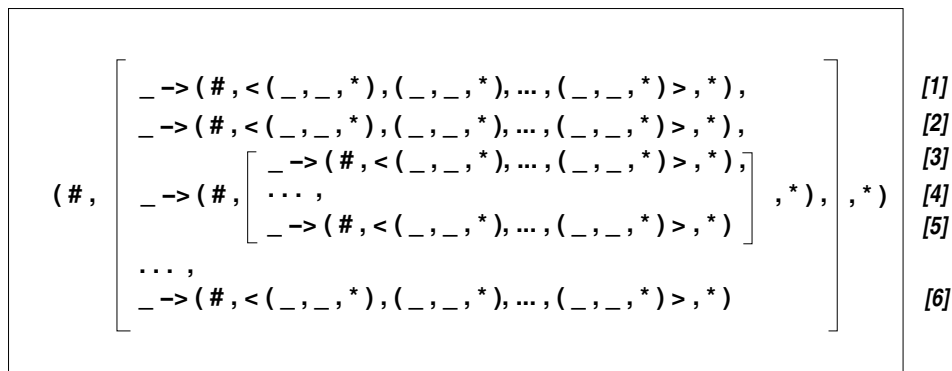 _ −> ( # , < ( _ , _ , * ) , ( _ , _ , * ) , ... , ( _ , _ , * ) > , * ) , [1]
_ −> ( # , < ( _ , _ , * ) , ( _ , _ , * ) , ... , ( _ , _ , * ) > , * ) , [2]
_ −> ( # , < ( _ , _ , * ) , ... , ( _ , _ , * ) > , * ) , [3]
( # , _ −> ( # , . . . , , * ) , , * ) [4]
_ −> ( # , < ( _ , _ , * ) , ... , ( _ , _ , * ) > , * ) [5]
. . . ,
_ −> ( # , < ( _ , _ , * ) , ( _ , _ , * ) , ... , ( _ , _ , * ) > , * ) [6]